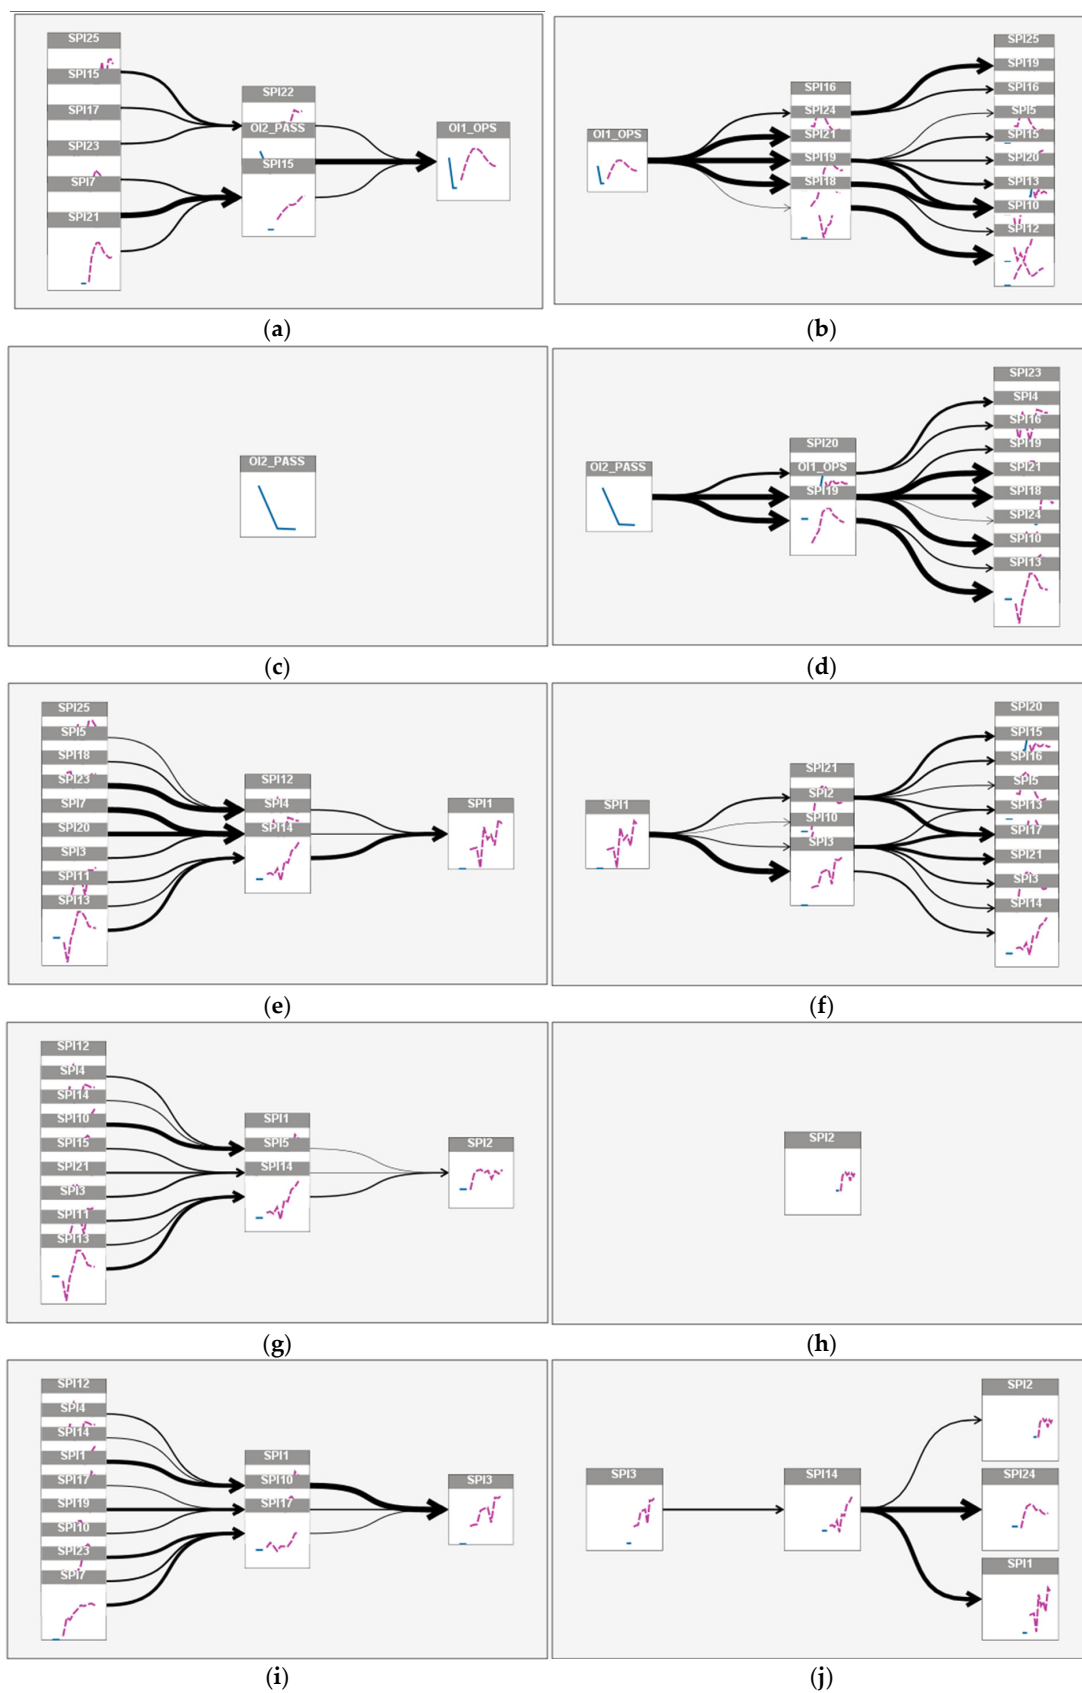 SPI25
SPI15
SPI17
SPI23
SPI7
SPI21
SPI22
OI2_PASS
SPI15
OI1_OPS
(a)
OI1_OPS
SPI16
SPI24
SPI21
SPI19
SPI18
SPI25
SPI19
SPI16
SPI5
SPI15
SPI20
SPI13
SPI10
SPI12
(b)
OI2_PASS
(c)
OI2_PASS
SPI20
OI1_OPS
SPI19
SPI23
SPI4
SPI16
SPI19
SPI21
SPI18
SPI24
SPI10
SPI13
(d)
SPI25
SPI5
SPI18
SPI23
SPI7
SPI20
SPI3
SPI11
SPI13
SPI12
SPI4
SPI14
SPI1
(e)
SPI1
SPI21
SPI2
SPI10
SPI3
SPI20
SPI15
SPI16
SPI5
SPI13
SPI17
SPI21
SPI3
SPI14
(f)
SPI12
SPI4
SPI14
SPI10
SPI15
SPI21
SPI3
SPI11
SPI13
SPI1
SPI5
SPI14
SPI2
(g)
SPI2
(h)
SPI12
SPI4
SPI14
SPI1
SPI17
SPI19
SPI10
SPI23
SPI7
SPI1
SPI10
SPI17
SPI3
(i)
SPI3
SPI14
SPI2
SPI24
SPI1
(j)